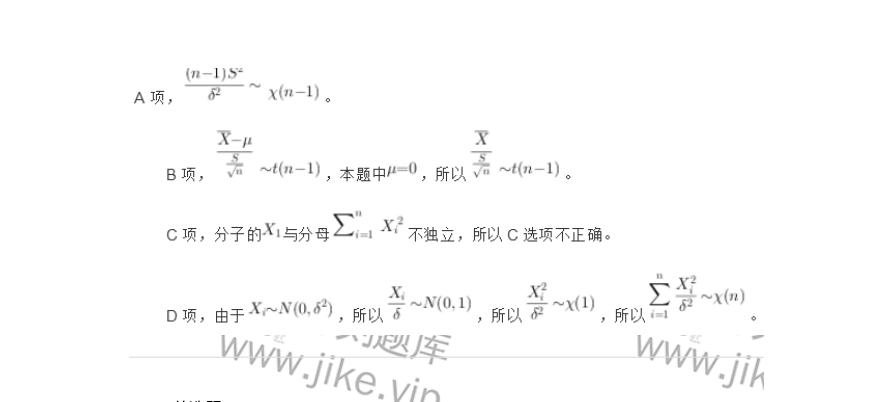 A 项， (n−1)S² / δ² ~ χ(n−1) 。
B 项， (X̄−μ) / (S/√n) ~t(n−1) ，本题中μ=0 ，所以 X̄ / (S/√n) ~t(n−1) 。
C 项，分子的X₁与分母∑ⁿᵢ₌₁ Xᵢ² 不独立，所以 C 选项不正确。
D 项，由于 Xᵢ~N(0,δ²) ，所以 Xᵢ/δ ~N(0,1) ，所以 Xᵢ²/δ² ~χ(1) ，所以 ∑ⁿᵢ₌₁ Xᵢ²/δ² ~χ(n) 。
题库
www.jike.vip
www.jik